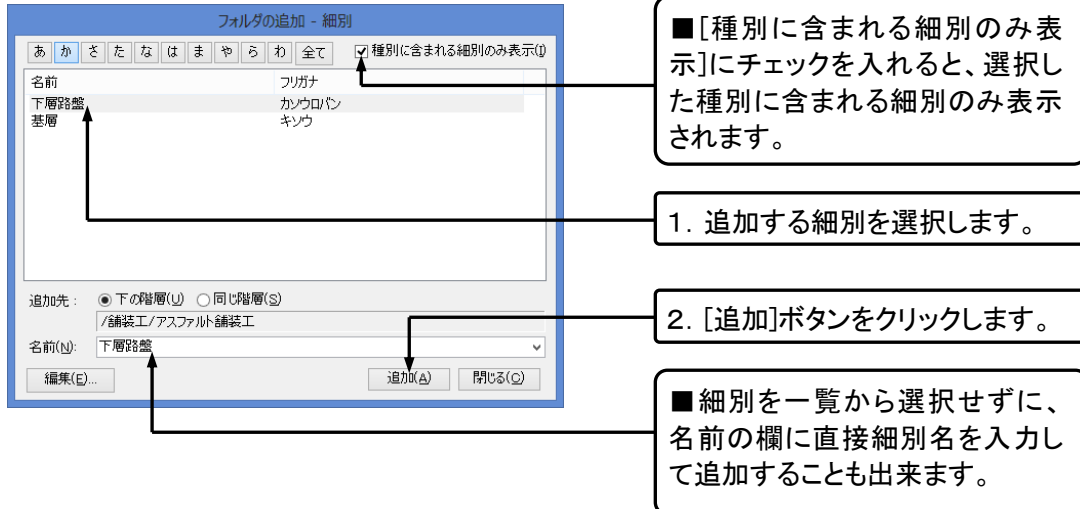 フォルダの追加 - 細別
あ か さ た な は ま や ら わ 全て 種別に含まれる細別のみ表示(I)
名前 フリガナ
下層路盤 カソウロバン
基層 キソウ
追加先： 下の階層(U) 同じ階層(S)
/舗装工/アスファルト舗装工
名前(N): 下層路盤
編集(E)... 追加(A) 閉じる(C)
■[種別に含まれる細別のみ表
示]にチェックを入れると、選択し
た種別に含まれる細別のみ表示
されます。
１．追加する細別を選択します。
２．[追加]ボタンをクリックします。
■細別を一覧から選択せずに、
名前の欄に直接細別名を入力し
て追加することも出来ます。